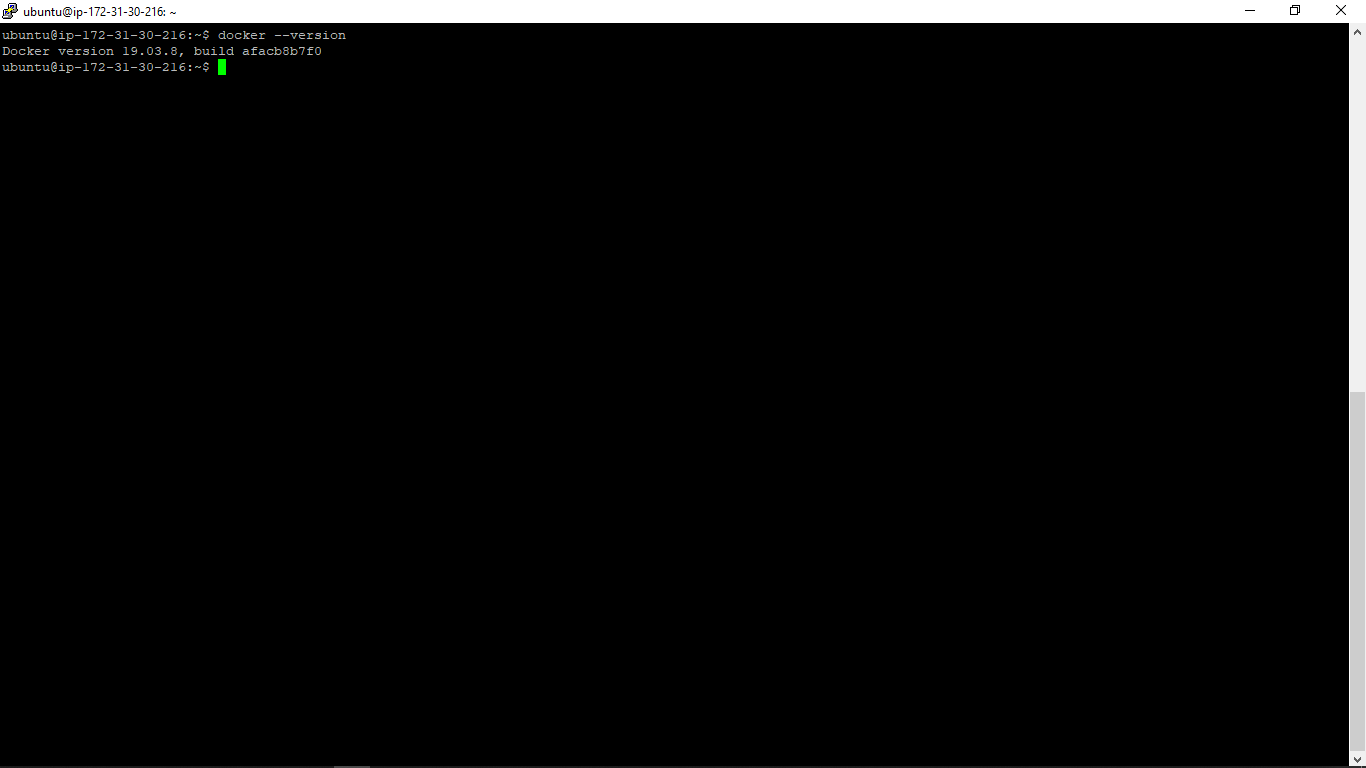 ubuntu@ip-172-31-30-216: ~
ubuntu@ip-172-31-30-216:~$ docker --version
Docker version 19.03.8, build afacb8b7f0
ubuntu@ip-172-31-30-216:~$